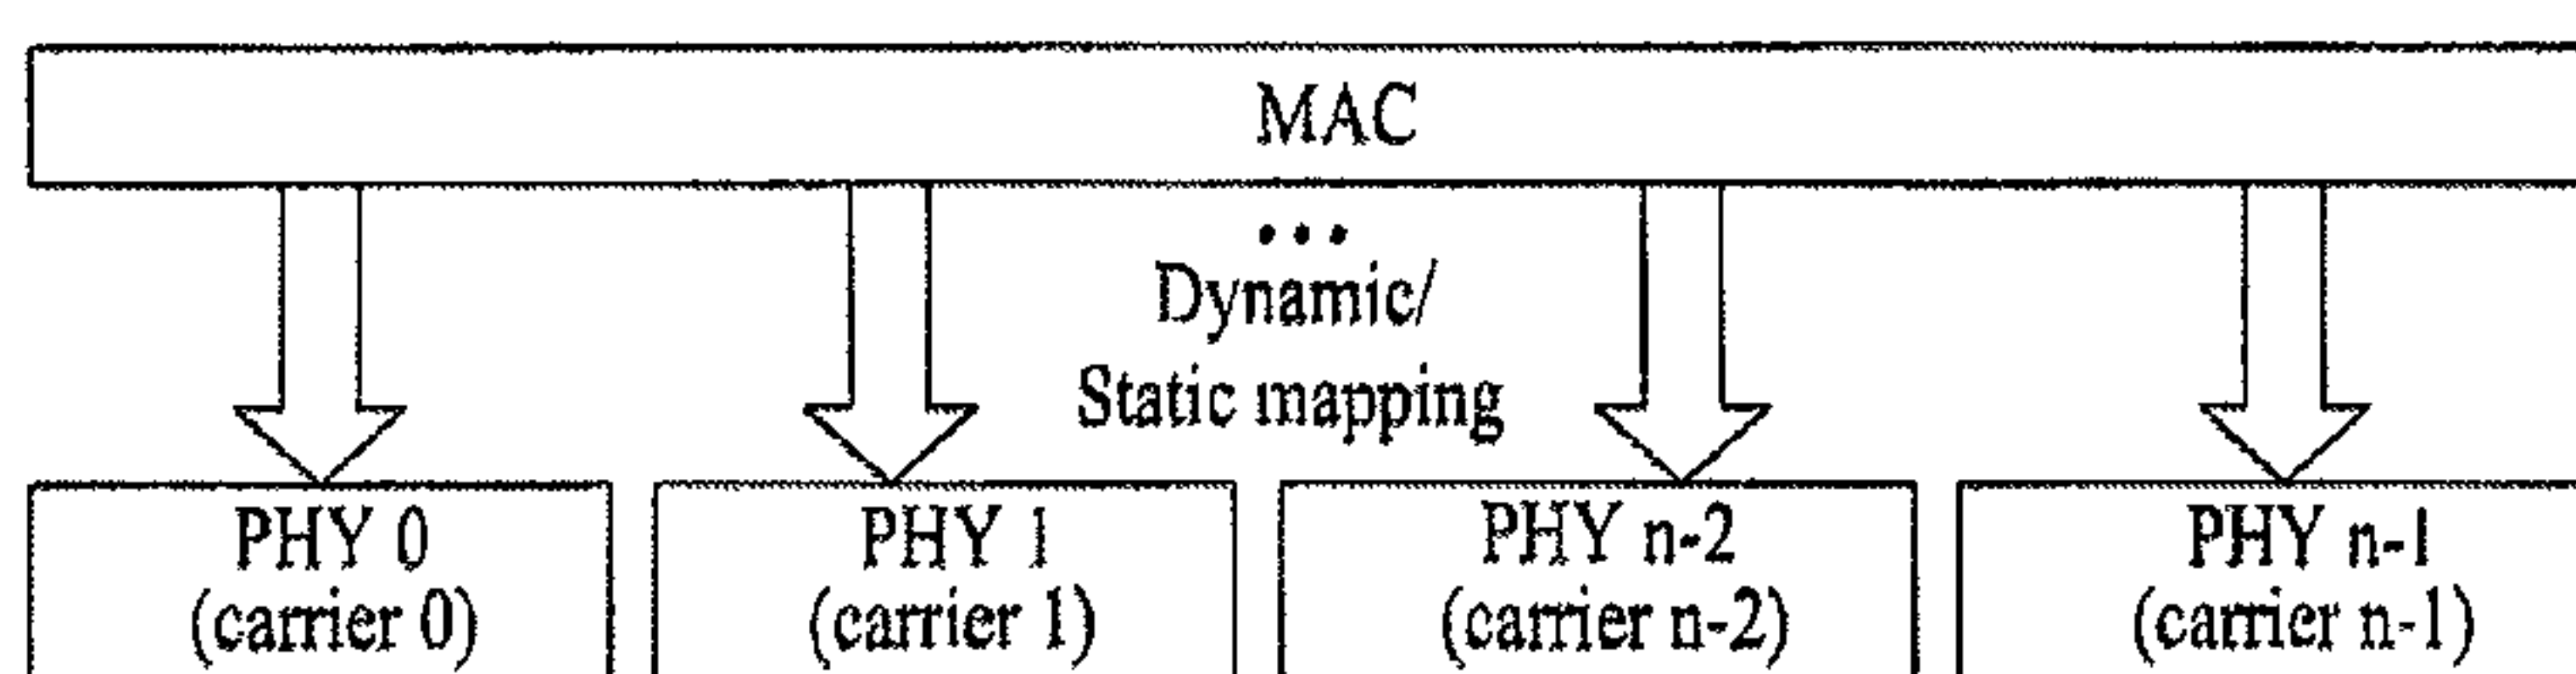 MAC
...
Dynamic/
Static mapping
PHY 0
(carrier 0)
PHY 1
(carrier 1)
PHY n-2
(carrier n-2)
PHY n-1
(carrier n-1)